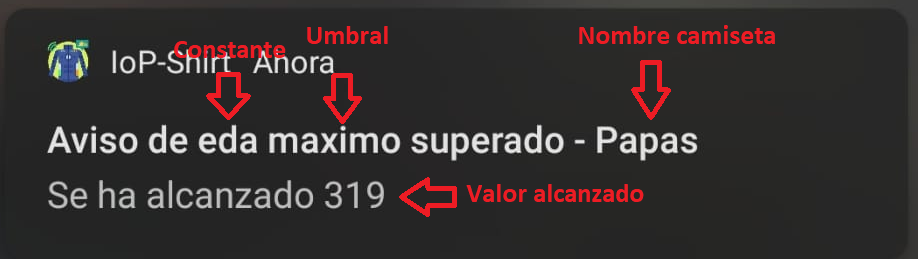 Constante Umbral Nombre camiseta
IoP-Shirt Ahora
Aviso de eda maximo superado - Papas
Se ha alcanzado 319 Valor alcanzado